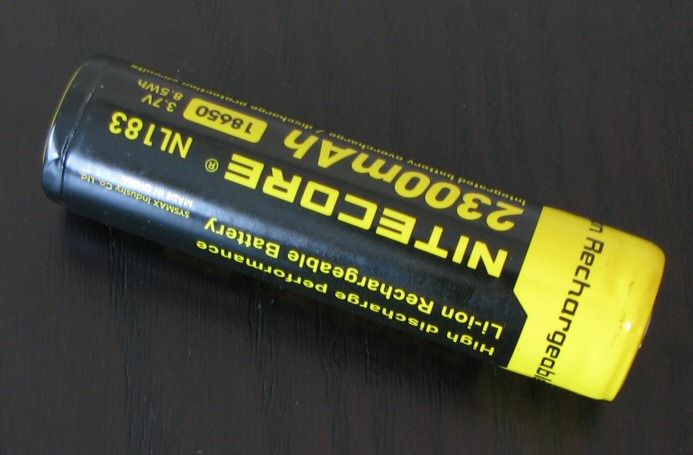 High discharge performance
Li-ion Rechargeable Battery
NITECORE ® NL183
2300mAh 18650 3.7V 8.5Wh
Integrated battery overcharge / discharge protection circuits
SYSMAX Industry Co., Ltd
MADE IN CHINA
n Rechargeable